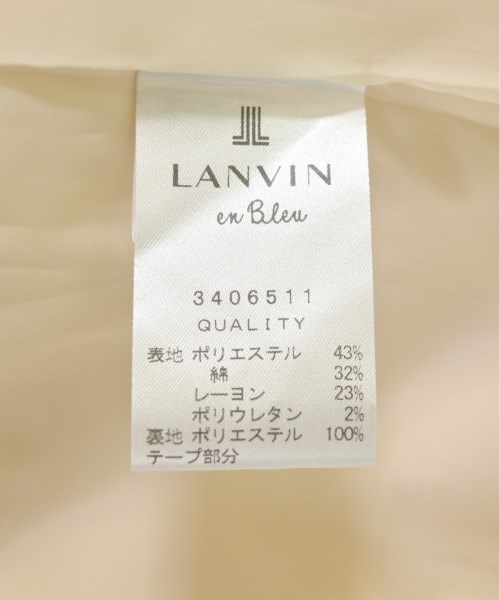 LANVIN
en Bleu
3406511
QUALITY
表地 ポリエステル 43%
綿 32%
レーヨン 23%
ポリウレタン 2%
裏地 ポリエステル 100%
テープ部分